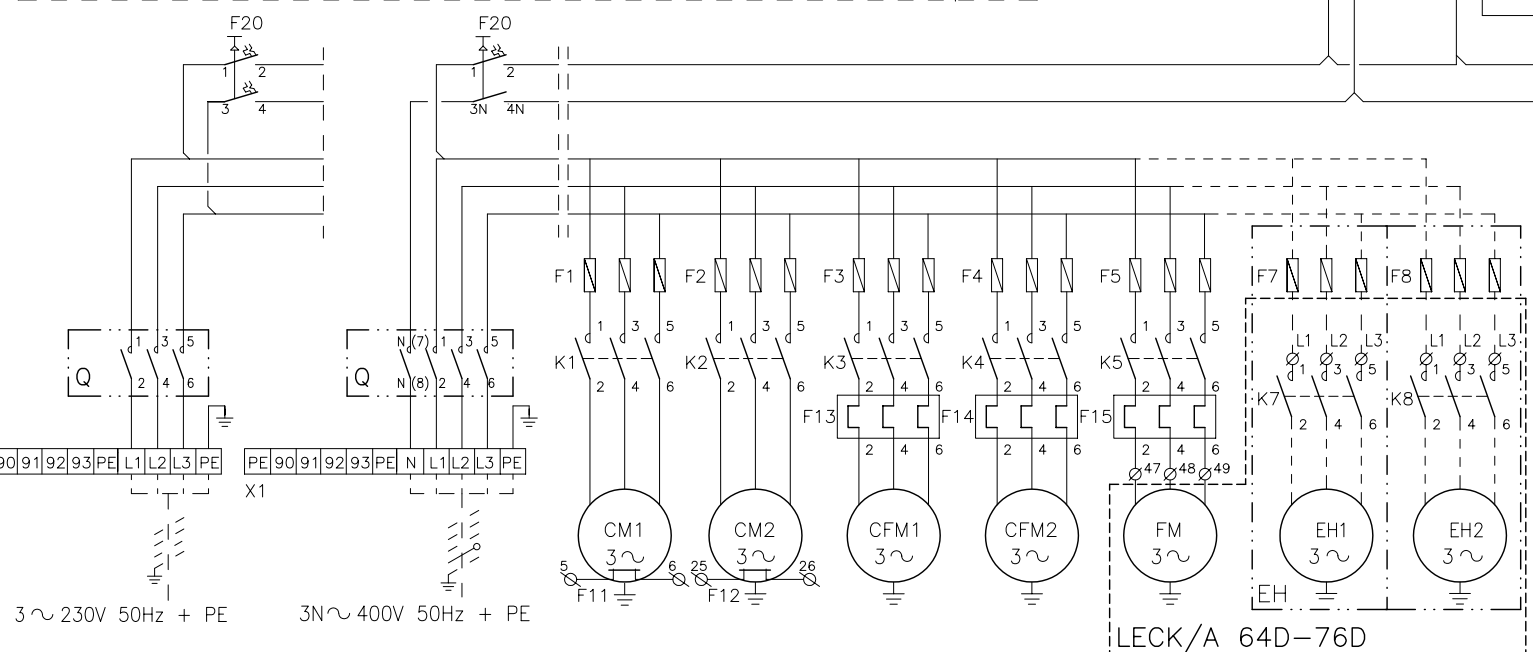 F20 F20
1 2 1 2
3 4 3N 4N
F1 F2 F3 F4 F5 F7 F8
1 3 5 N (7) 1 3 5
1 3 5 1 3 5 1 3 5 1 3 5 1 3 5 L1 L2 L3 L1 L2 L3
Q Q K1 K2 K3 K4 K5
2 4 6 N (8) 2 4 6
2 4 6 2 4 6 2 4 6 2 4 6 2 4 6
1 3 5 1 3 5
K7 K8
F13 F14 F15
2 4 6 2 4 6
2 4 6 2 4 6 2 4 6
90 91 92 93 PE L1 L2 L3 PE PE 90 91 92 93 PE N L1 L2 L3 PE
47 48 49
X1
CM1 CM2 CFM1 CFM2 FM EH1 EH2
3~ 3~ 3~ 3~ 3~ 3~ 3~
5 6 25 26
F11 F12
EH
3~230V 50Hz + PE 3N~400V 50Hz + PE
LECK/A 64D-76D